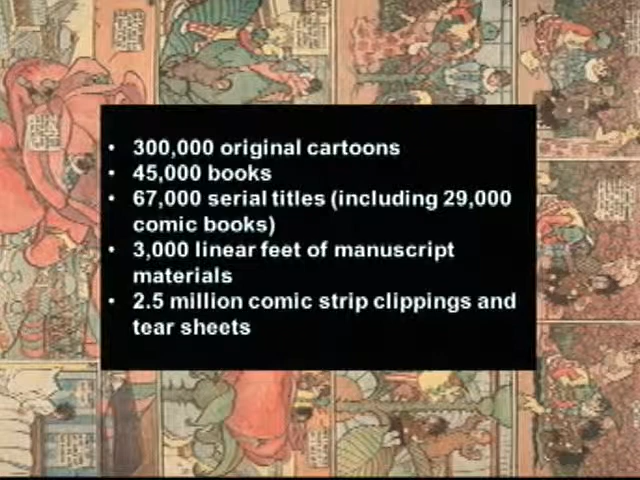 • 300,000 original cartoons
• 45,000 books
• 67,000 serial titles (including 29,000
comic books)
• 3,000 linear feet of manuscript
materials
• 2.5 million comic strip clippings and
tear sheets